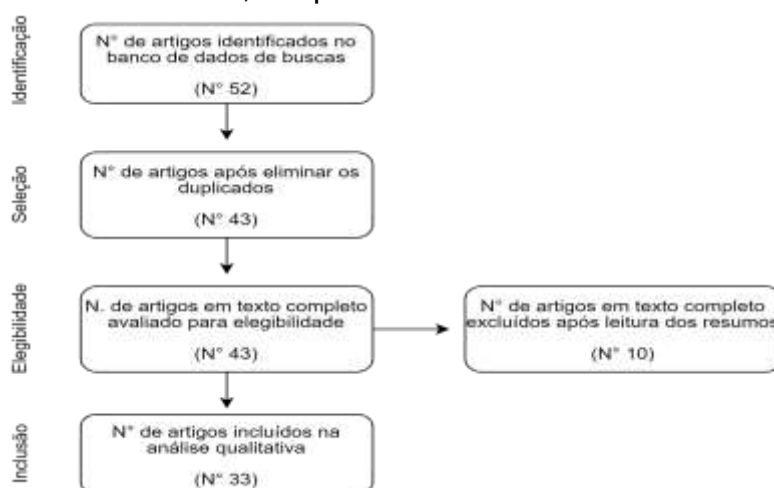 Identificação
N° de artigos identificados no
banco de dados de buscas
(N° 52)
Seleção
N° de artigos após eliminar os
duplicados
(N° 43)
Elegibilidade
N. de artigos em texto completo
avaliado para elegibilidade
(N° 43)
N° de artigos em texto completo
excluídos após leitura dos resumos
(N° 10)
Inclusão
N° de artigos incluídos na
análise qualitativa
(N° 33)